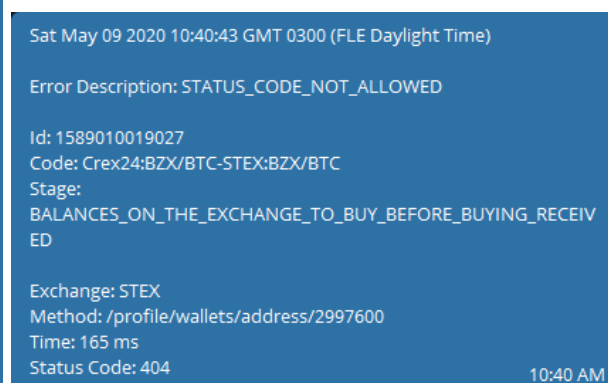 Sat May 09 2020 10:40:43 GMT 0300 (FLE Daylight Time)
Error Description: STATUS_CODE_NOT_ALLOWED
Id: 1589010019027
Code: Crex24:BZX/BTC-STEX:BZX/BTC
Stage:
BALANCES_ON_THE_EXCHANGE_TO_BUY_BEFORE_BUYING_RECEIV
ED
Exchange: STEX
Method: /profile/wallets/address/2997600
Time: 165 ms
Status Code: 404
10:40 AM